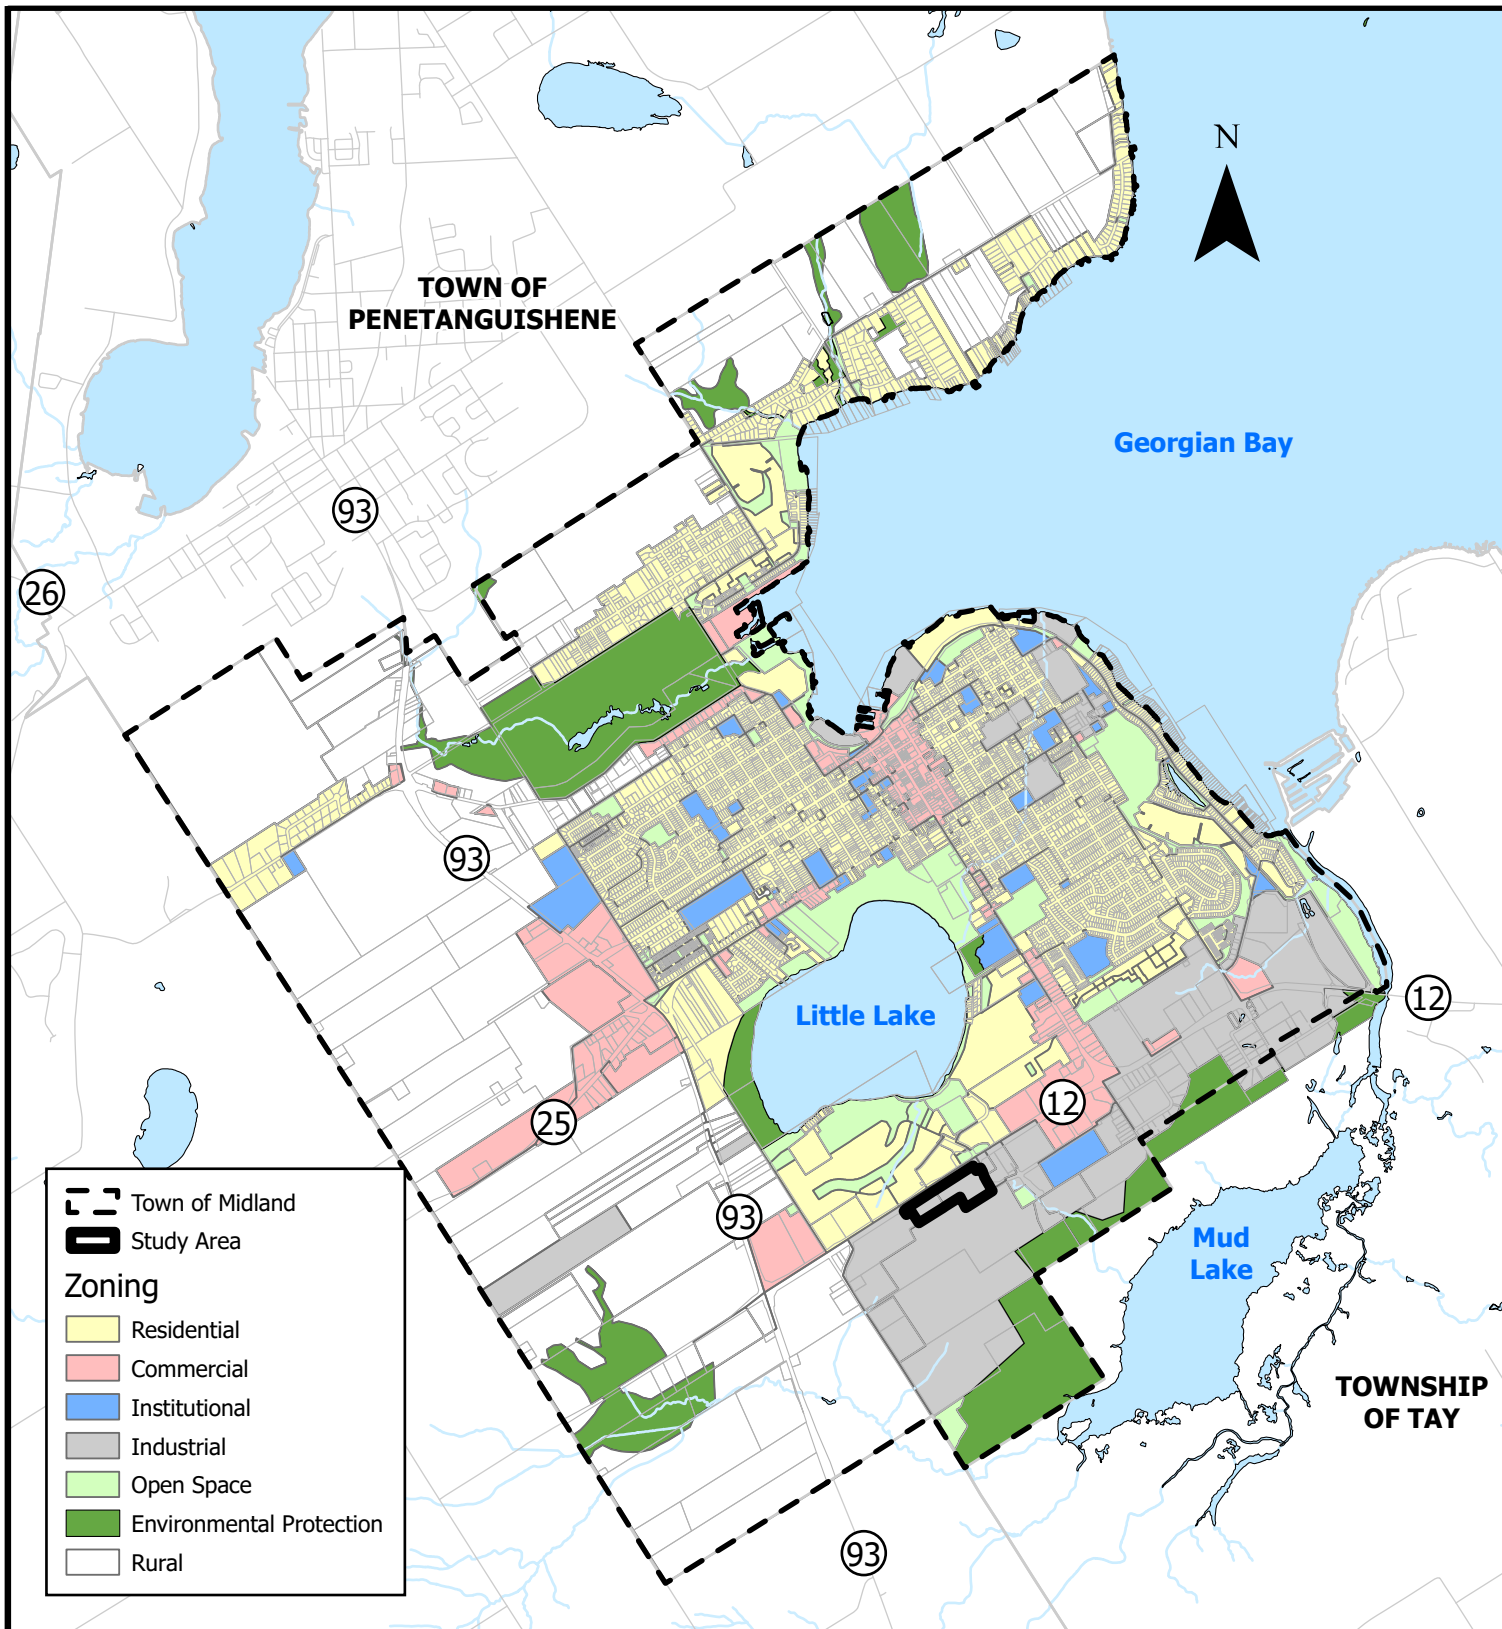 N
TOWN OF
PENETANGUISHENE
Georgian Bay
93
26
93
Little Lake
12
12
25
93
Mud
Lake
TOWNSHIP
OF TAY
93
Town of Midland
Study Area
Zoning
Residential
Commercial
Institutional
Industrial
Open Space
Environmental Protection
Rural